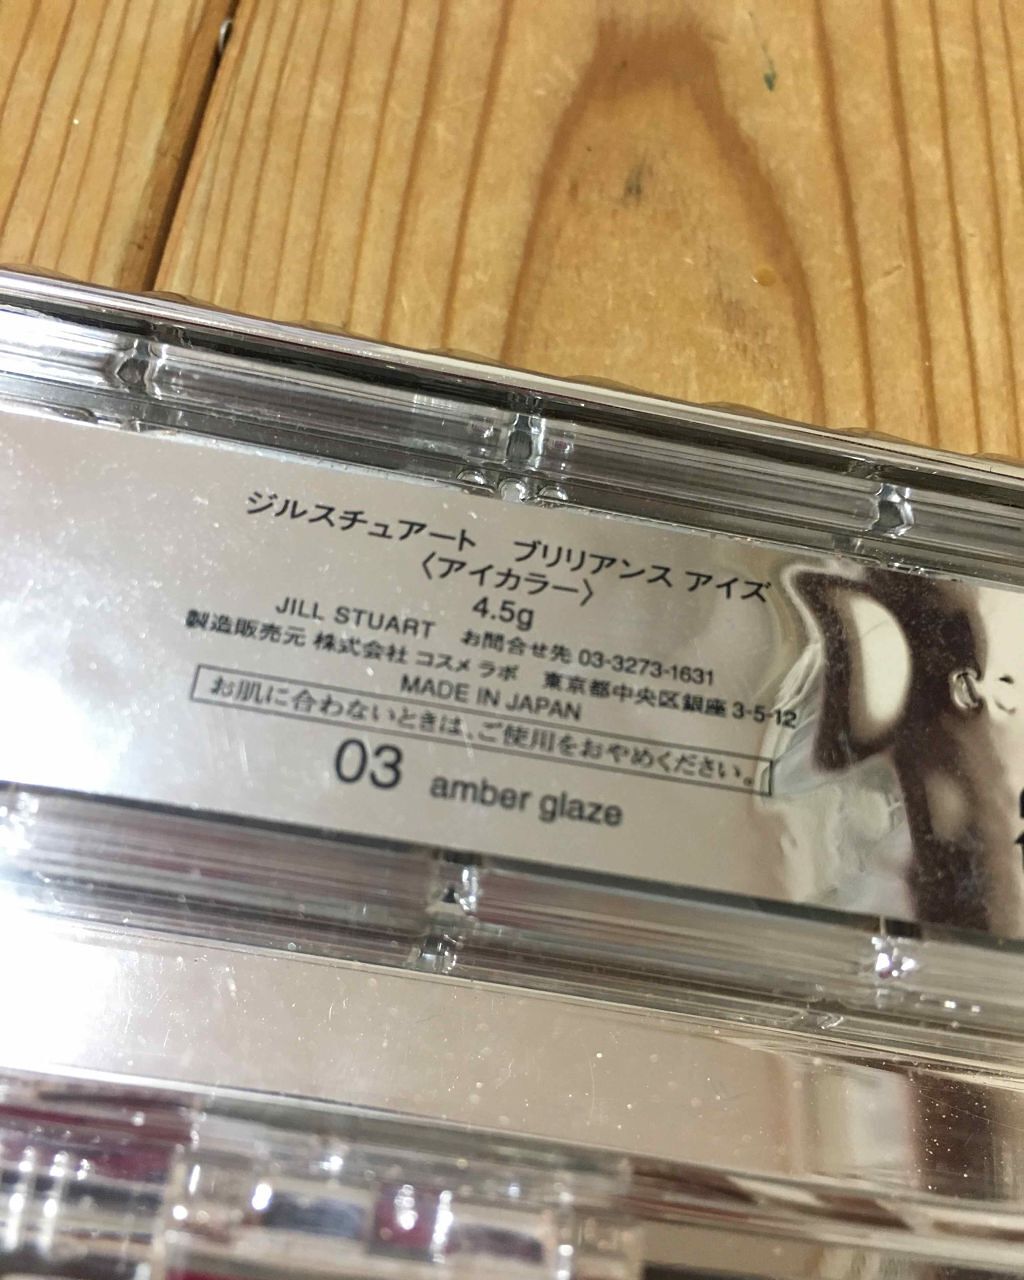 ジルスチュアート ブリリアンス アイズ
〈アイカラー〉
4.5g
JILL STUART お問合せ先 03-3273-1631
製造販売元 株式会社 コスメラボ 東京都中央区銀座 3-5-12
MADE IN JAPAN
お肌に合わないときは、ご使用をおやめください。
03 amber glaze